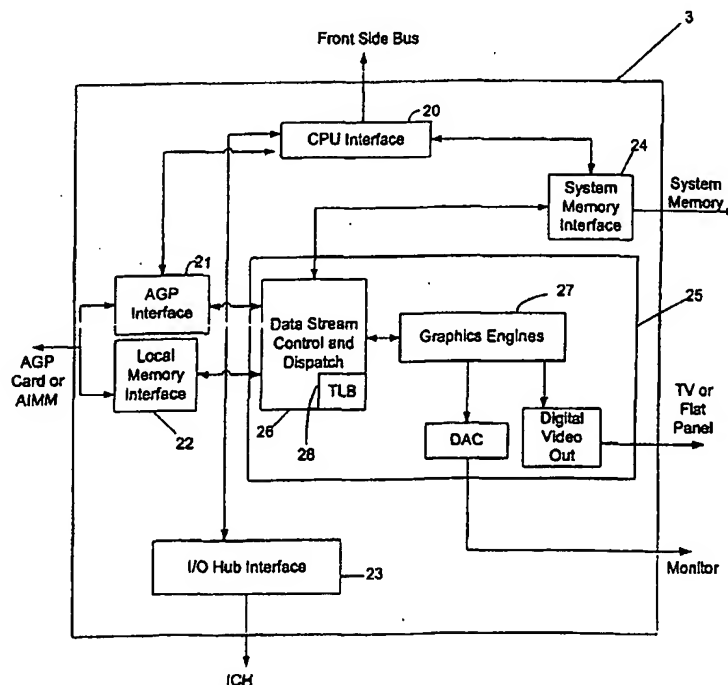 Front Side Bus
3
20
CPU Interface
24
System
Memory
Interface
System
Memory
21
AGP
Interface
27
25
Data Stream
Control and
Dispatch
Graphics Engines
AGP
Card or
AIMM
Local
Memory
Interface
TLB
TV or
Flat
Panel
22
26
28
DAC
Digital
Video
Out
I/O Hub Interface
23
Monitor
ICH